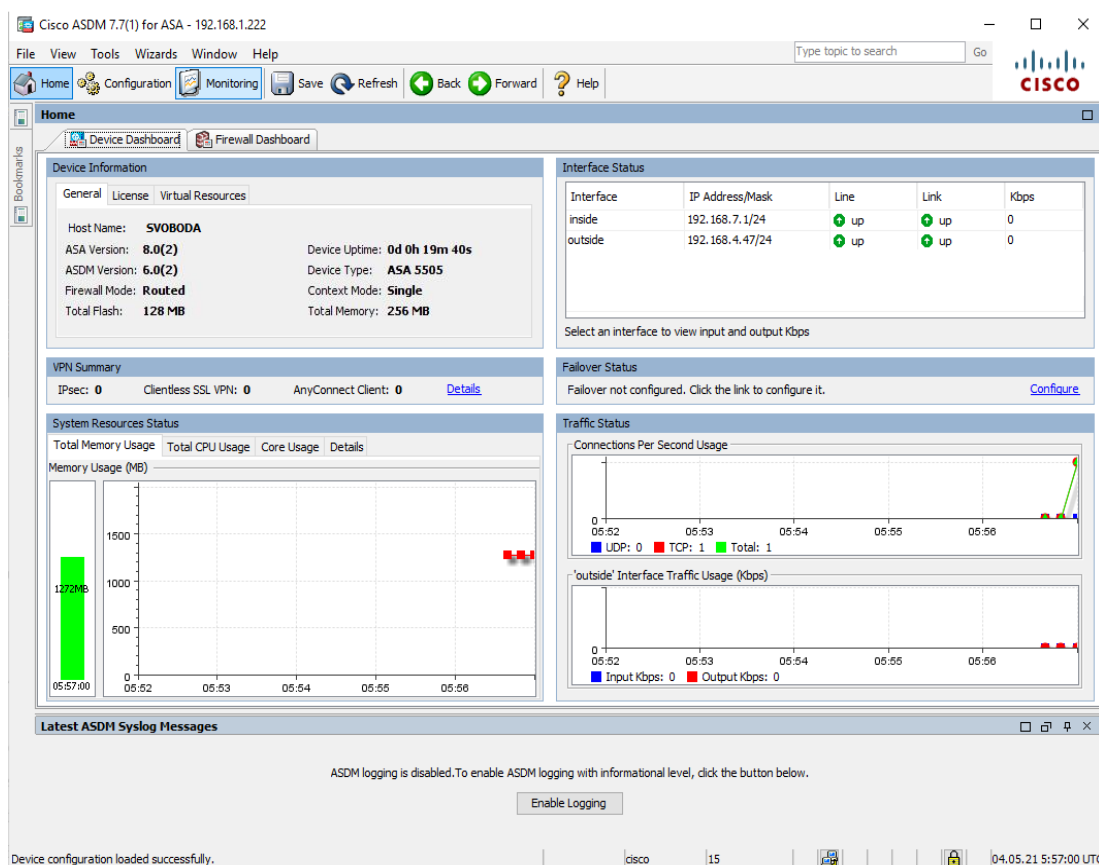 Cisco ASDM 7.7(1) for ASA - 192.168.1.222
File View Tools Wizards Window Help
Type topic to search Go
Home Configuration Monitoring Save Refresh Back Forward Help
CISCO
Bookmarks
Home
Device Dashboard Firewall Dashboard
Device Information
General License Virtual Resources
Host Name: SVOBODA
ASA Version: 8.0(2) Device Uptime: 0d 0h 19m 40s
ASDM Version: 6.0(2) Device Type: ASA 5505
Firewall Mode: Routed Context Mode: Single
Total Flash: 128 MB Total Memory: 256 MB
Interface Status
Interface IP Address/Mask Line Link Kbps
inside 192.168.7.1/24 up up 0
outside 192.168.4.47/24 up up 0
Select an interface to view input and output Kbps
VPN Summary
IPsec: 0 Clientless SSL VPN: 0 AnyConnect Client: 0 Details
Failover Status
Failover not configured. Click the link to configure it. Configure
System Resources Status
Total Memory Usage Total CPU Usage Core Usage Details
Memory Usage (MB)
1272MB
05:57:00
1500
1000
500
0
05:52 05:53 05:54 05:55 05:56
Traffic Status
Connections Per Second Usage
0
05:52 05:53 05:54 05:55 05:56
UDP: 0 TCP: 1 Total: 1
'outside' Interface Traffic Usage (Kbps)
0
05:52 05:53 05:54 05:55 05:56
Input Kbps: 0 Output Kbps: 0
Latest ASDM Syslog Messages
ASDM logging is disabled.To enable ASDM logging with informational level, click the button below.
Enable Logging
Device configuration loaded successfully. cisco 15 04.05.21 5:57:00 UTC